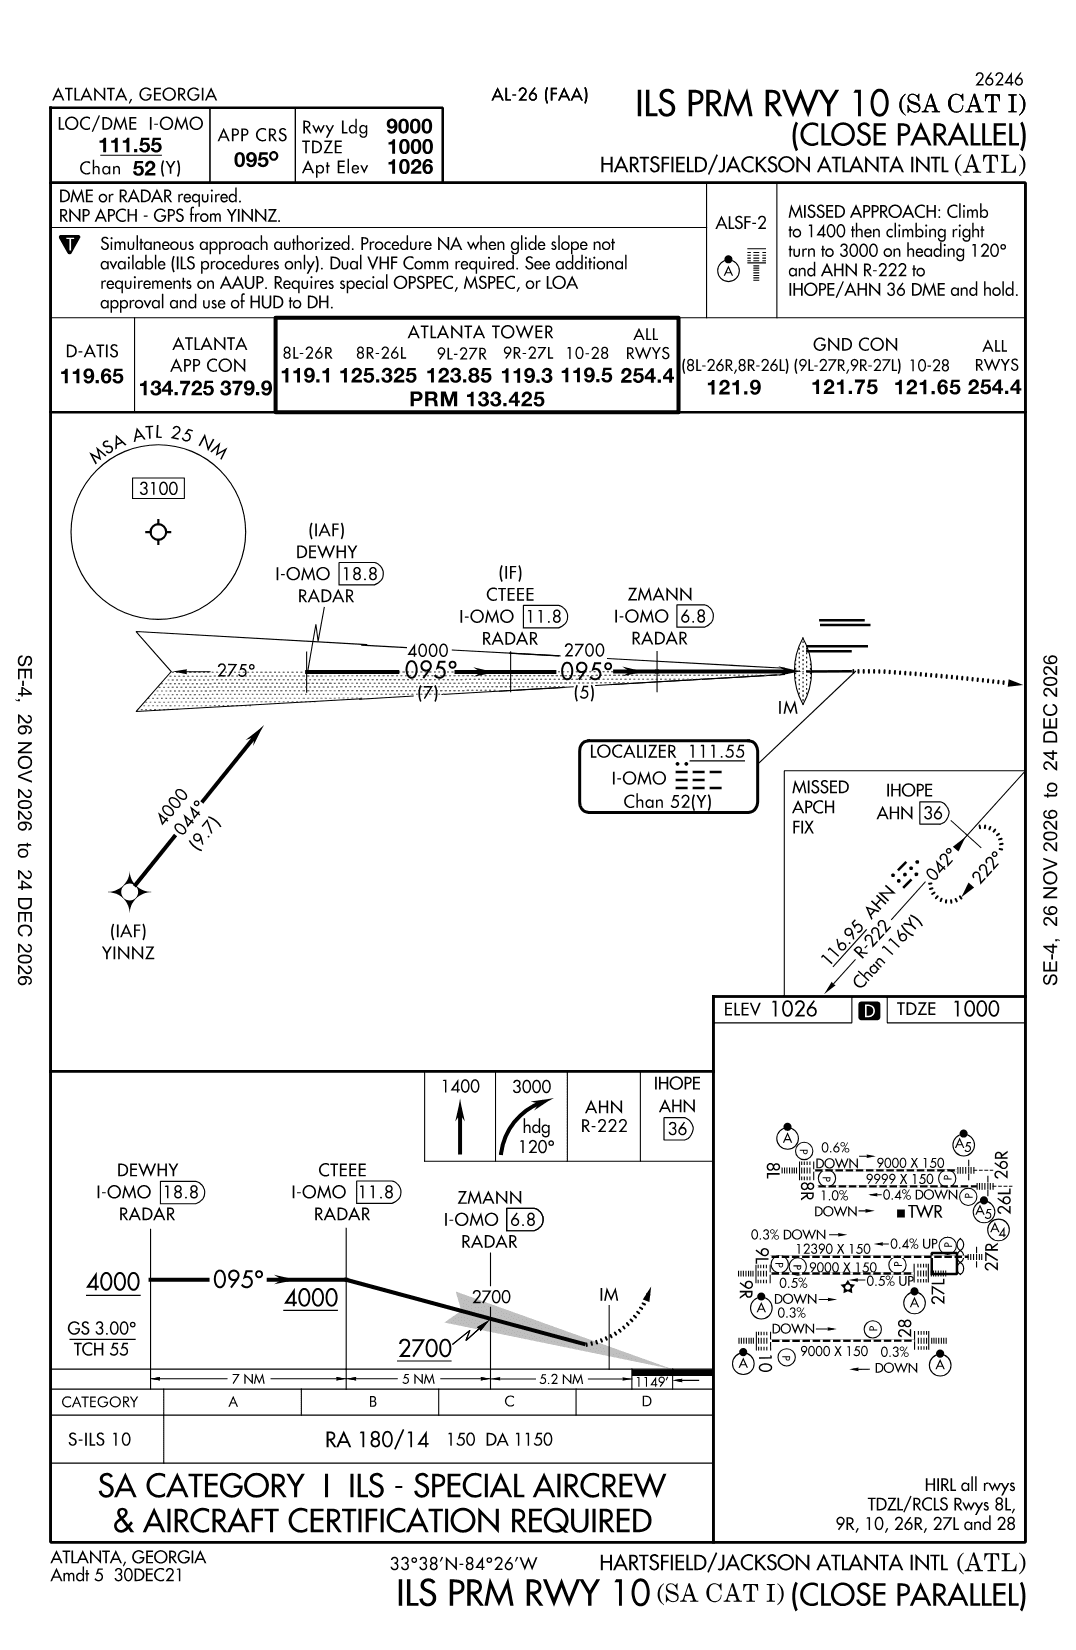 26246
ATLANTA, GEORGIA
AL-26 (FAA)
ILS PRM RWY 10 (SA CAT I)
(CLOSE PARALLEL)
HARTSFIELD/JACKSON ATLANTA INTL (ATL)
LOC/DME I-OMO
111.55
Chan 52 (Y)
APP CRS
095°
Rwy Ldg 9000
TDZE 1000
Apt Elev 1026
DME or RADAR required.
RNP APCH - GPS from YINNZ.
T
Simultaneous approach authorized. Procedure NA when glide slope not
available (ILS procedures only). Dual VHF Comm required. See additional
requirements on AAUP. Requires special OPSPEC, MSPEC, or LOA
approval and use of HUD to DH.
ALSF-2
A
MISSED APPROACH: Climb
to 1400 then climbing right
turn to 3000 on heading 120°
and AHN R-222 to
IHOPE/AHN 36 DME and hold.
D-ATIS
119.65
ATLANTA
APP CON
134.725 379.9
ATLANTA TOWER
8L-26R 8R-26L 9L-27R 9R-27L 10-28 ALL RWYS
119.1 125.325 123.85 119.3 119.5 254.4
PRM 133.425
GND CON
(8L-26R,8R-26L) (9L-27R,9R-27L) 10-28 ALL RWYS
121.9 121.75 121.65 254.4
MSA ATL 25 NM
3100
(IAF)
DEWHY
I-OMO 18.8
RADAR
(IF)
CTEEE
I-OMO 11.8
RADAR
ZMANN
I-OMO 6.8
RADAR
275°
4000
095°
(7)
2700
095°
(5)
IM
LOCALIZER 111.55
I-OMO
Chan 52(Y)
4000
044°
(9.7)
(IAF)
YINNZ
MISSED
APCH
FIX
IHOPE
AHN 36
042°
222°
116.95 AHN
R-222
Chan 116(Y)
SE-4, 26 NOV 2026 to 24 DEC 2026
SE-4, 26 NOV 2026 to 24 DEC 2026
ELEV 1026
D
TDZE 1000
1400
3000
hdg
120°
AHN
R-222
IHOPE
AHN
36
DEWHY
I-OMO 18.8
RADAR
CTEEE
I-OMO 11.8
RADAR
ZMANN
I-OMO 6.8
RADAR
4000
095°
4000
2700
2700
IM
GS 3.00°
TCH 55
7 NM
5 NM
5.2 NM
1149'
CATEGORY A B C D
S-ILS 10
RA 180/14 150 DA 1150
SA CATEGORY I ILS - SPECIAL AIRCREW
& AIRCRAFT CERTIFICATION REQUIRED
A
P
0.6%
DOWN
9000 X 150
A5
26R
8L
8R
P
9999 X 150
P
1.0%
DOWN
0.4% DOWN
P
26L
A5
TWR
A4
0.3% DOWN
12390 X 150
0.4% UP
P
27R
9L
P
P
9000 X 150
P
0.5%
DOWN
0.5% UP
27L
9R
A
A
0.3%
DOWN
P
28
A
10
P
9000 X 150
0.3%
DOWN
A
HIRL all rwys
TDZL/RCLS Rwys 8L,
9R, 10, 26R, 27L and 28
ATLANTA, GEORGIA
Amdt 5 30DEC21
33°38'N-84°26'W
HARTSFIELD/JACKSON ATLANTA INTL (ATL)
ILS PRM RWY 10 (SA CAT I) (CLOSE PARALLEL)